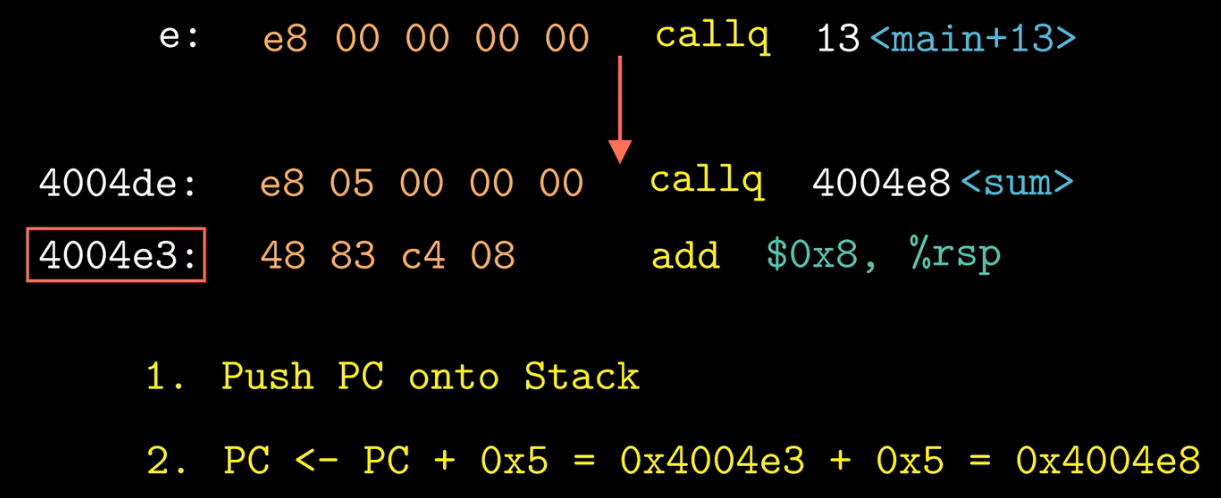 e: e8 00 00 00 00 callq 13 <main+13>
4004de: e8 05 00 00 00 callq 4004e8 <sum>
4004e3: 48 83 c4 08 add $0x8, %rsp
1. Push PC onto Stack
2. PC <- PC + 0x5 = 0x4004e3 + 0x5 = 0x4004e8